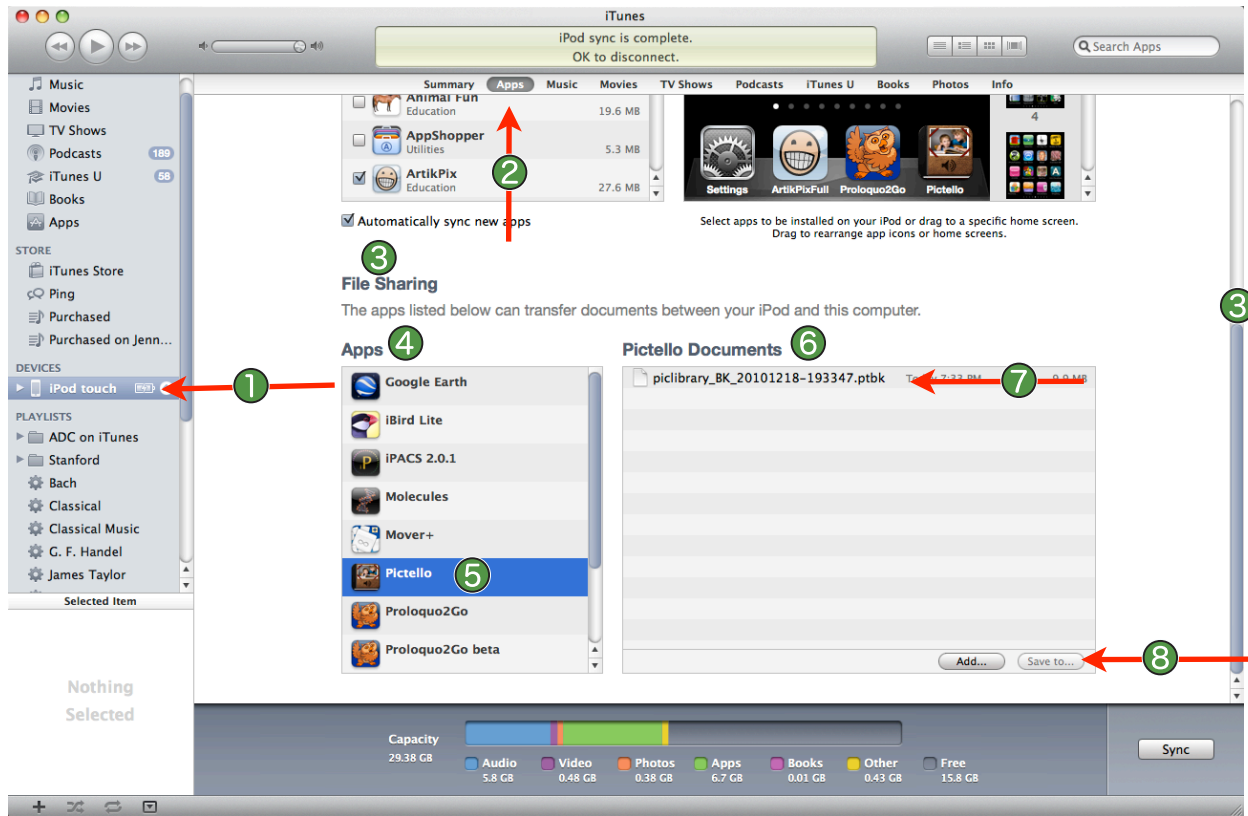 iTunes
iPod sync is complete.
OK to disconnect.
Search Apps
Music
Movies
TV Shows
Podcasts 189
iTunes U 58
Books
Apps
STORE
iTunes Store
Ping
Purchased
Purchased on Jenn...
DEVICES
iPod touch
1
PLAYLISTS
ADC on iTunes
Stanford
Bach
Classical
Classical Music
G. F. Handel
James Taylor
Selected Item
Nothing
Selected
Summary Apps Music Movies TV Shows Podcasts iTunes U Books Photos Info
Animal Fun
Education 19.6 MB
AppShopper
Utilities 5.3 MB
ArtikPix
Education 27.6 MB
2
Automatically sync new apps
Settings ArtikPixFull Proloquo2Go Pictello
4
Select apps to be installed on your iPod or drag to a specific home screen.
Drag to rearrange app icons or home screens.
3
3
File Sharing
The apps listed below can transfer documents between your iPod and this computer.
Apps 4
Google Earth
iBird Lite
iPACS 2.0.1
Molecules
Mover+
Pictello 5
Proloquo2Go
Proloquo2Go beta
Pictello Documents 6
piclibrary_BK_20101218-193347.ptbk Today 7:33 PM 7 9.9 MB
Add... Save to... 8
Capacity
29.38 GB
Audio
5.8 GB
Video
0.48 GB
Photos
0.38 GB
Apps
6.7 GB
Books
0.01 GB
Other
0.43 GB
Free
15.8 GB
Sync